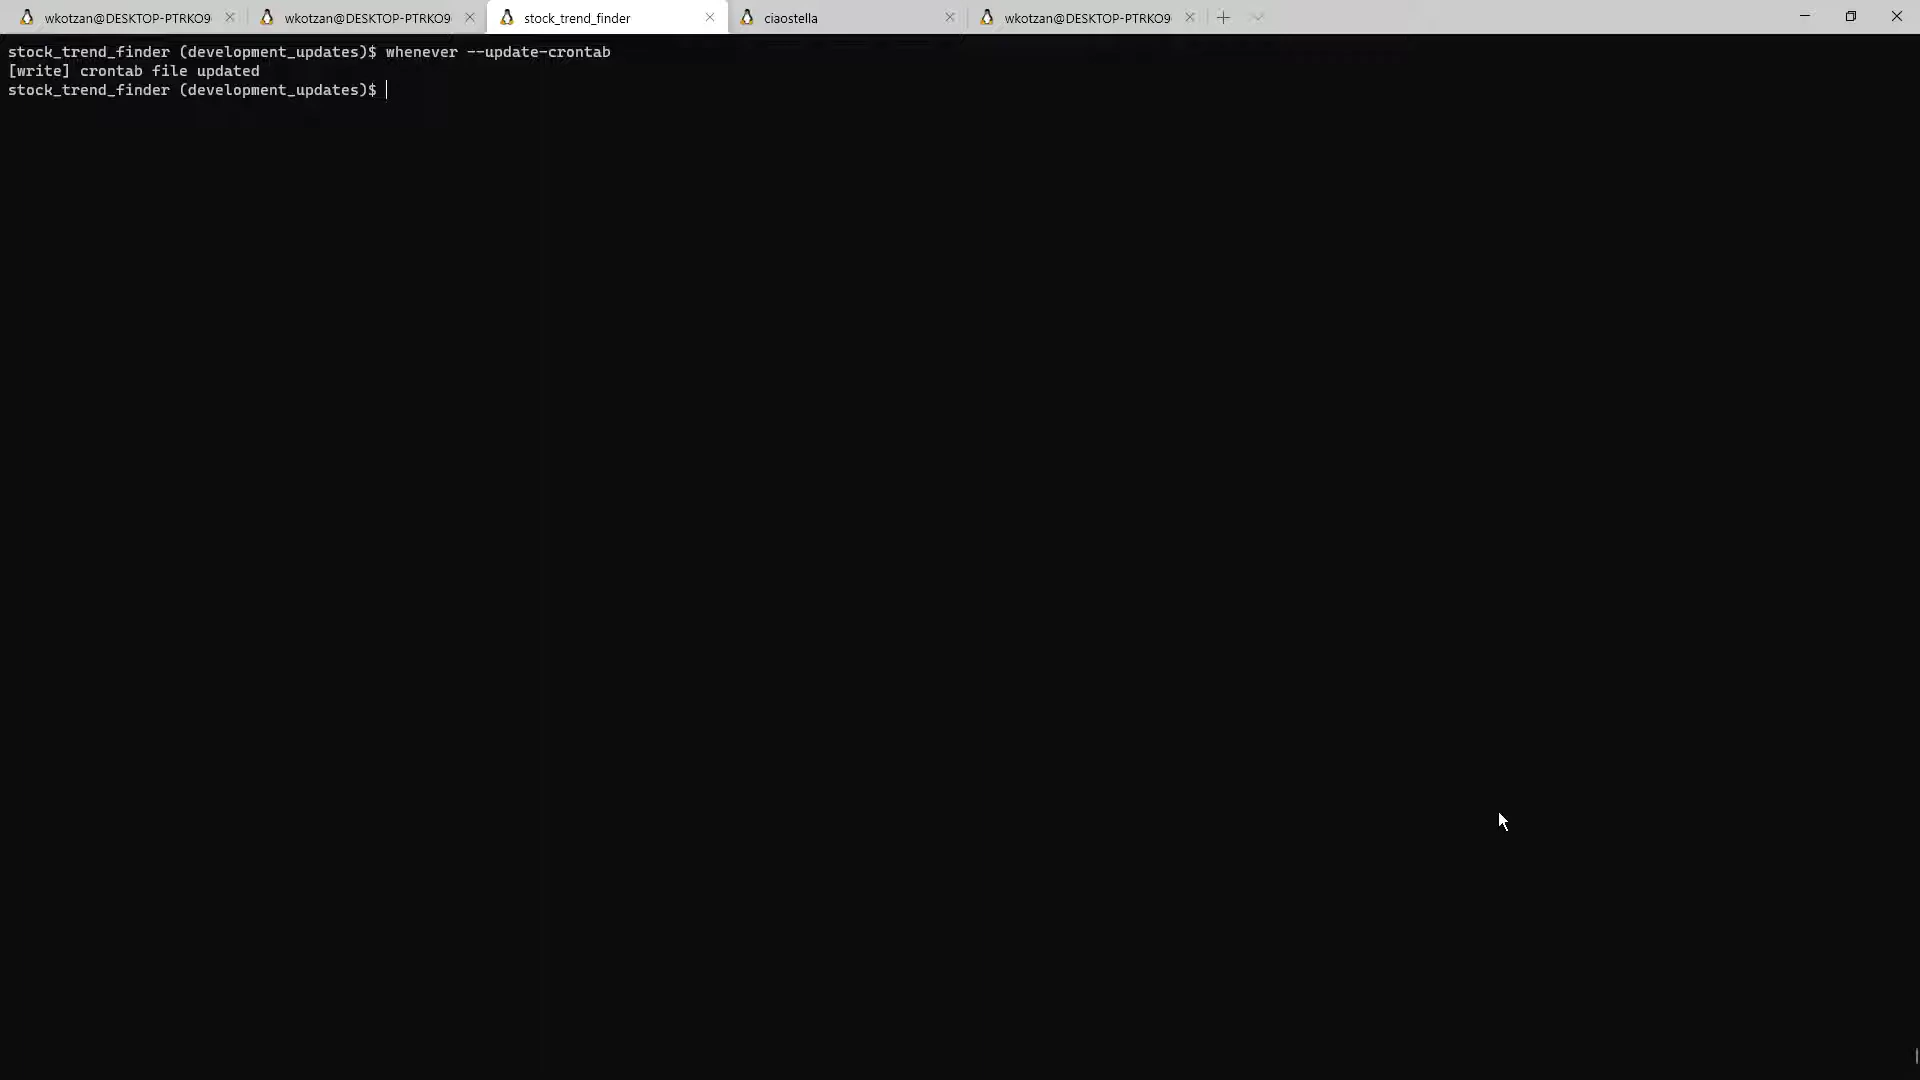 wkotzan@DESKTOP-PTRKO9 wkotzan@DESKTOP-PTRKO9 stock_trend_finder ciaostella wkotzan@DESKTOP-PTRKO9
stock_trend_finder (development_updates)$ whenever --update-crontab
[write] crontab file updated
stock_trend_finder (development_updates)$